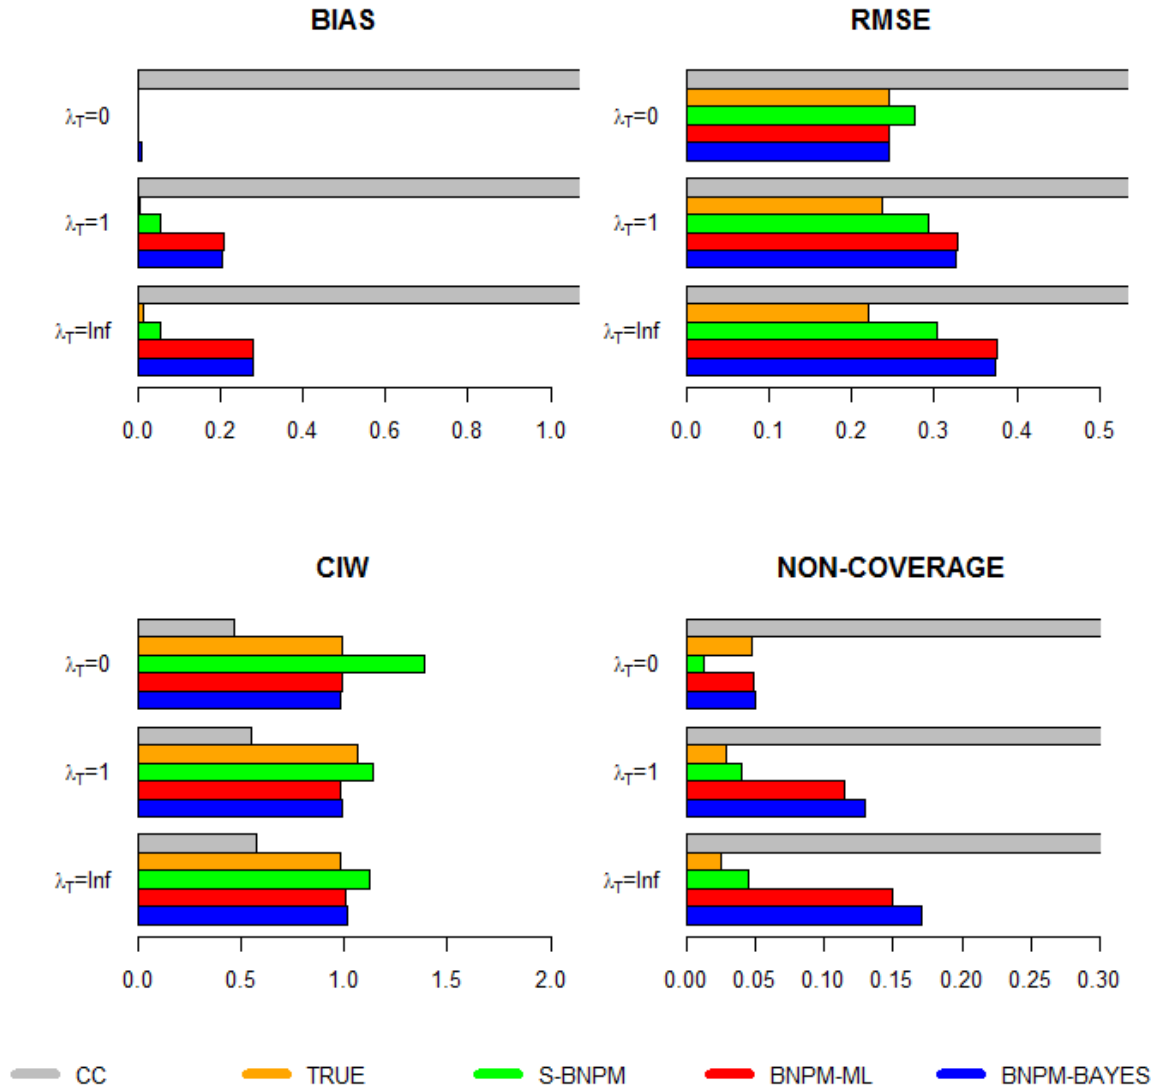 BIAS
RMSE
λT=0
λT=1
λT=Inf
0.0 0.2 0.4 0.6 0.8 1.0
λT=0
λT=1
λT=Inf
0.0 0.1 0.2 0.3 0.4 0.5
CIW
NON-COVERAGE
λT=0
λT=1
λT=Inf
0.0 0.5 1.0 1.5 2.0
λT=0
λT=1
λT=Inf
0.00 0.05 0.10 0.15 0.20 0.25 0.30
CC TRUE S-BNPM BNPM-ML BNPM-BAYES